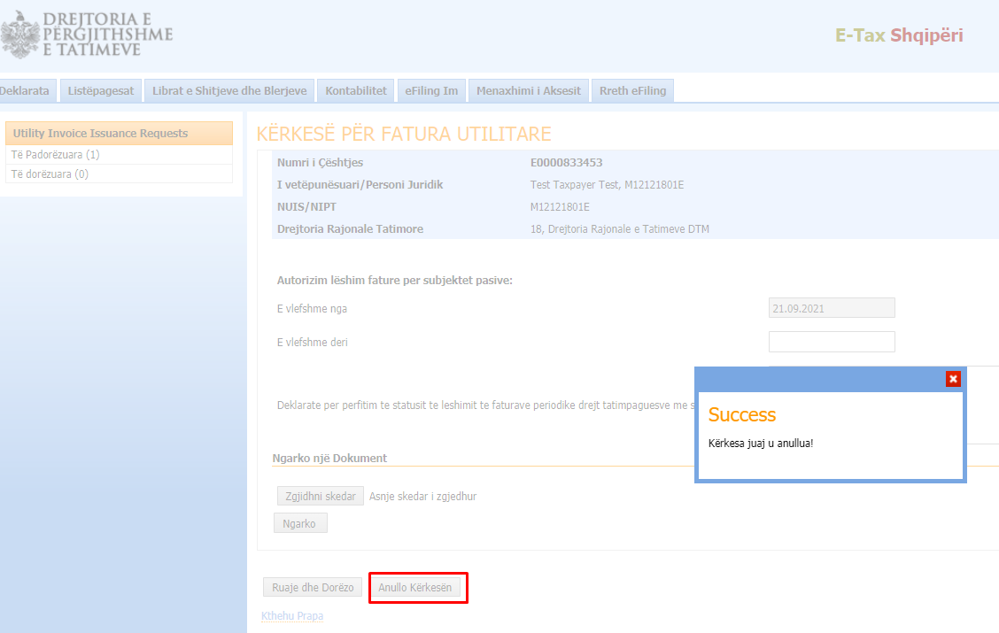 DREJTORIA E
PËRGJITHSHME
E TATIMEVE
E-Tax Shqipëri
Deklarata
Listëpagesat
Librat e Shitjeve dhe Blerjeve
Kontabilitet
eFiling Im
Menaxhimi i Aksesit
Rreth eFiling
Utility Invoice Issuance Requests
Të Padorëzuara (1)
Të dorëzuara (0)
KËRKESË PËR FATURA UTILITARE
Numri i Çështjes E0000833453
I vetëpunësuari/Personi Juridik Test Taxpayer Test, M12121801E
NUIS/NIPT M12121801E
Drejtoria Rajonale Tatimore 18, Drejtoria Rajonale e Tatimeve DTM
Autorizim lëshim fature per subjektet pasive:
E vlefshme nga 21.09.2021
E vlefshme deri
Deklarate per perfitim te statusit te leshimit te faturave periodike drejt tatimpaguesve me s
Success
Kërkesa juaj u anullua!
Ngarko një Dokument
Zgjidhni skedar Asnje skedar i zgjedhur
Ngarko
Ruaje dhe Dorëzo
Anullo Kërkesën
Kthehu Prapa